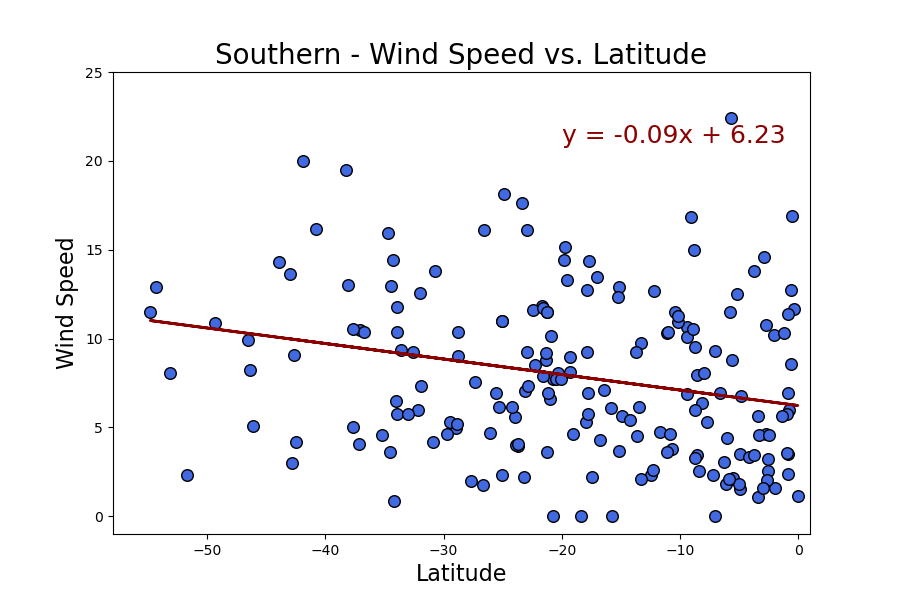 Southern - Wind Speed vs. Latitude
25
y = -0.09x + 6.23
20
15
Wind Speed
10
5
0
−50 −40 −30 −20 −10 0
Latitude